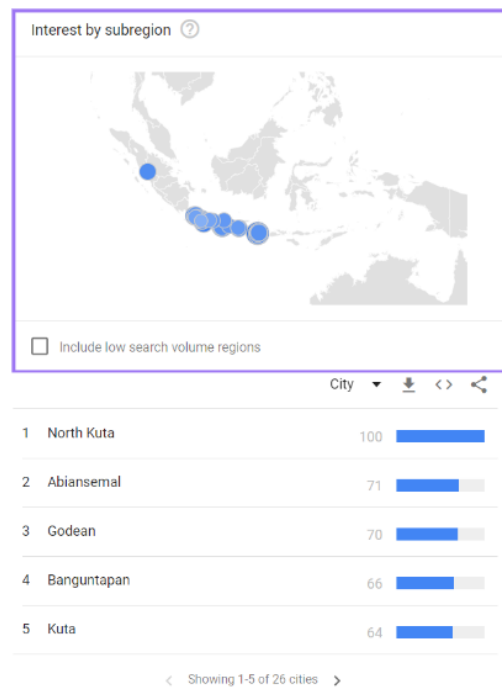 Interest by subregion ?
Include low search volume regions
City
1 North Kuta 100
2 Abiansemal 71
3 Godean 70
4 Banguntapan 66
5 Kuta 64
Showing 1-5 of 26 cities